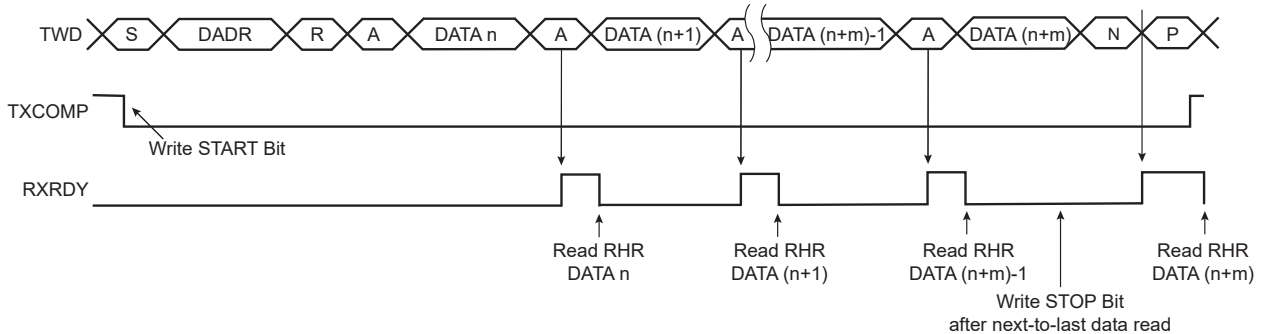 TWD S DADR R A DATA n A DATA (n+1) A DATA (n+m)-1 A DATA (n+m) N P
TXCOMP
Write START Bit
RXRDY
Read RHR
DATA n
Read RHR
DATA (n+1)
Read RHR
DATA (n+m)-1
Read RHR
DATA (n+m)
Write STOP Bit
after next-to-last data read